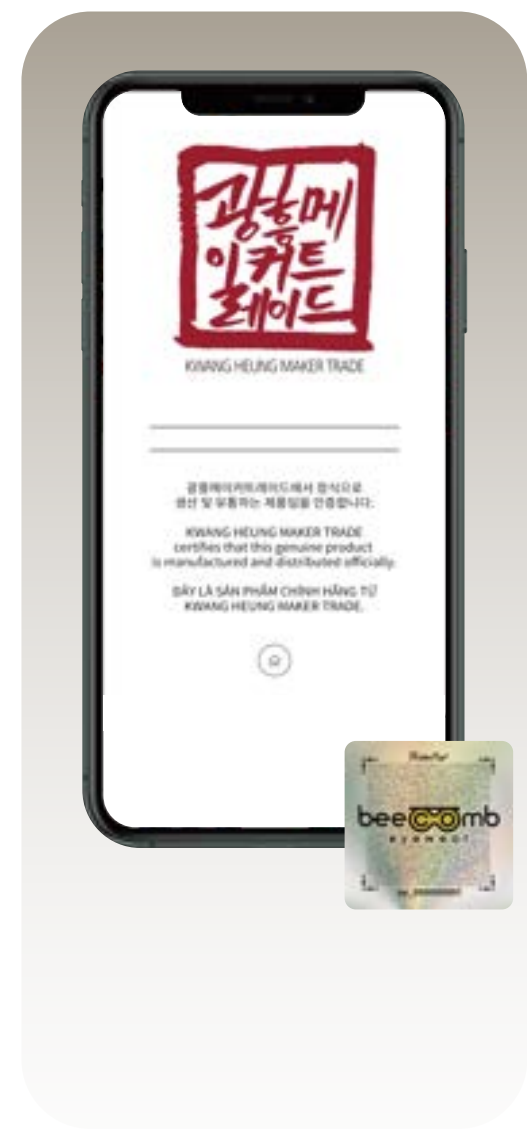 광흥메
이커트
레이드
KWANG HEUNG MAKER TRADE
광흥메이커트레이드에서 정식으로
생산 및 유통하는 제품임을 인증합니다.
KWANG HEUNG MAKER TRADE
certifies that this genuine product
is manufactured and distributed officially.
ĐÂY LÀ SẢN PHẨM CHÍNH HÃNG TỪ
KWANG HEUNG MAKER TRADE.
beecomb
eyewear